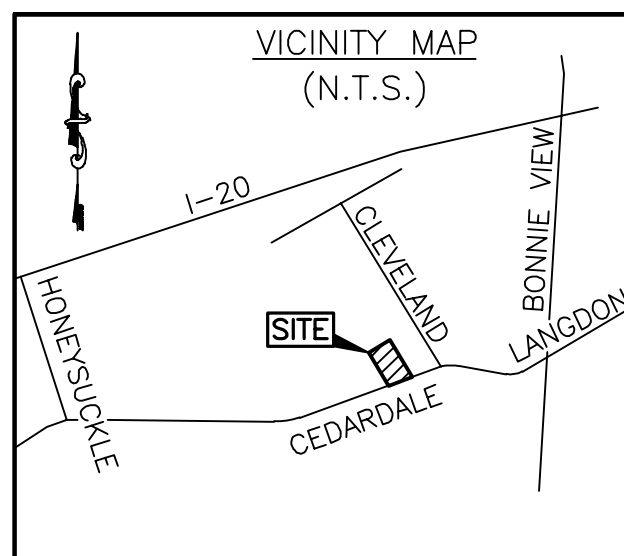 VICINITY MAP
(N.T.S.)
I-20
BONNIE VIEW
CLEVELAND
HONEYSUCKLE
SITE
LANGDON
CEDARDALE